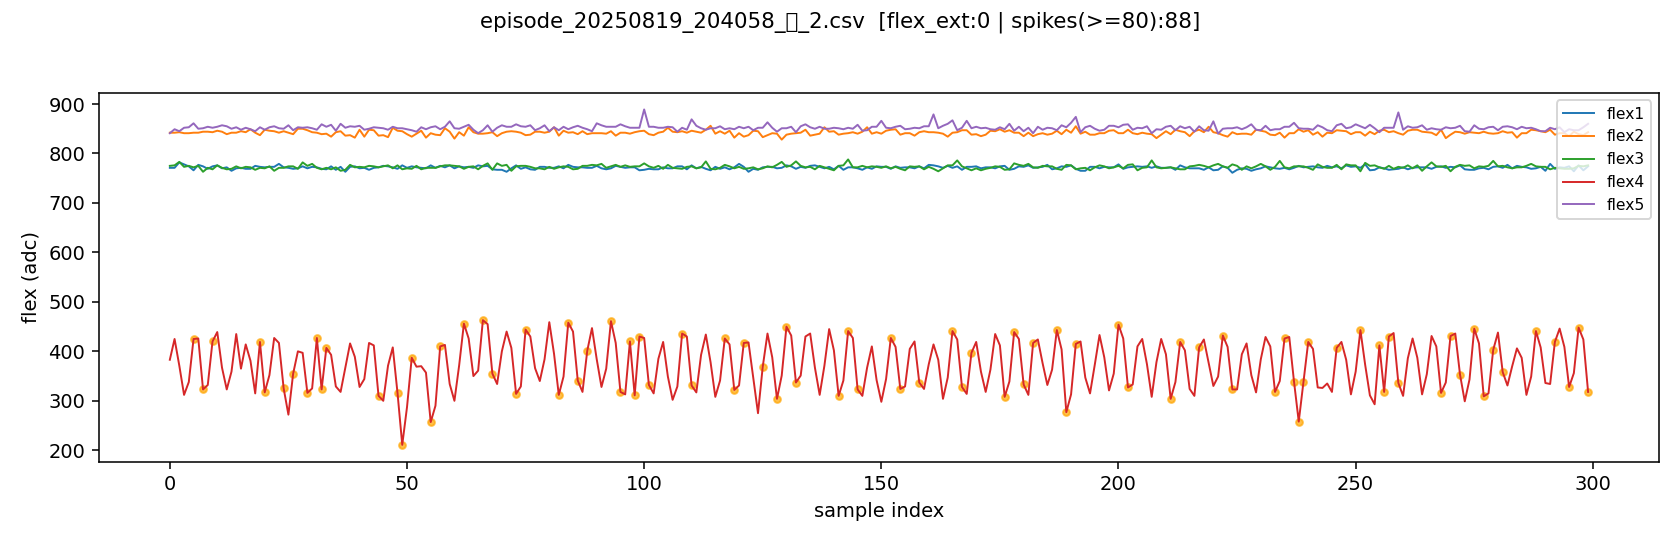 episode_20250819_204058_▯_2.csv [flex_ext:0 | spikes(>=80):88]
900
800
700
600
500
400
300
200
flex (adc)
0
50
100
150
200
250
300
sample index
flex1
flex2
flex3
flex4
flex5